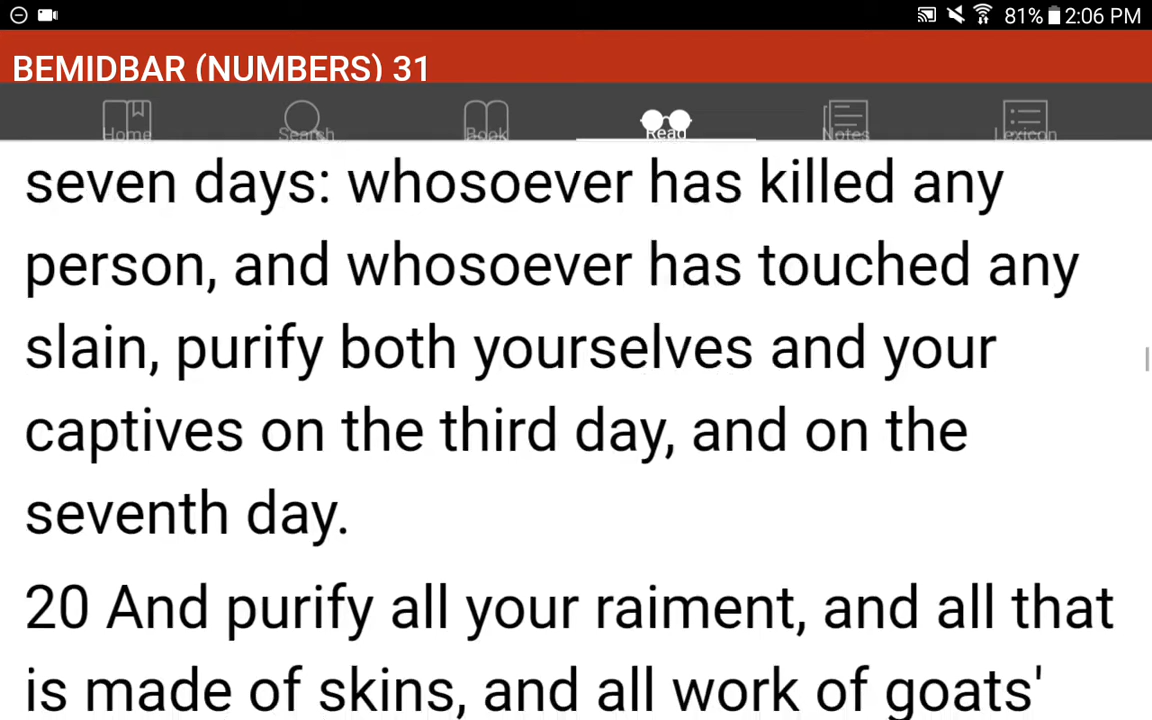 81% 2:06 PM
BEMIDBAR (NUMBERS) 31
Home Search Book Read Notes Lexicon
seven days: whosoever has killed any
person, and whosoever has touched any
slain, purify both yourselves and your
captives on the third day, and on the
seventh day.
20 And purify all your raiment, and all that
is made of skins, and all work of goats'